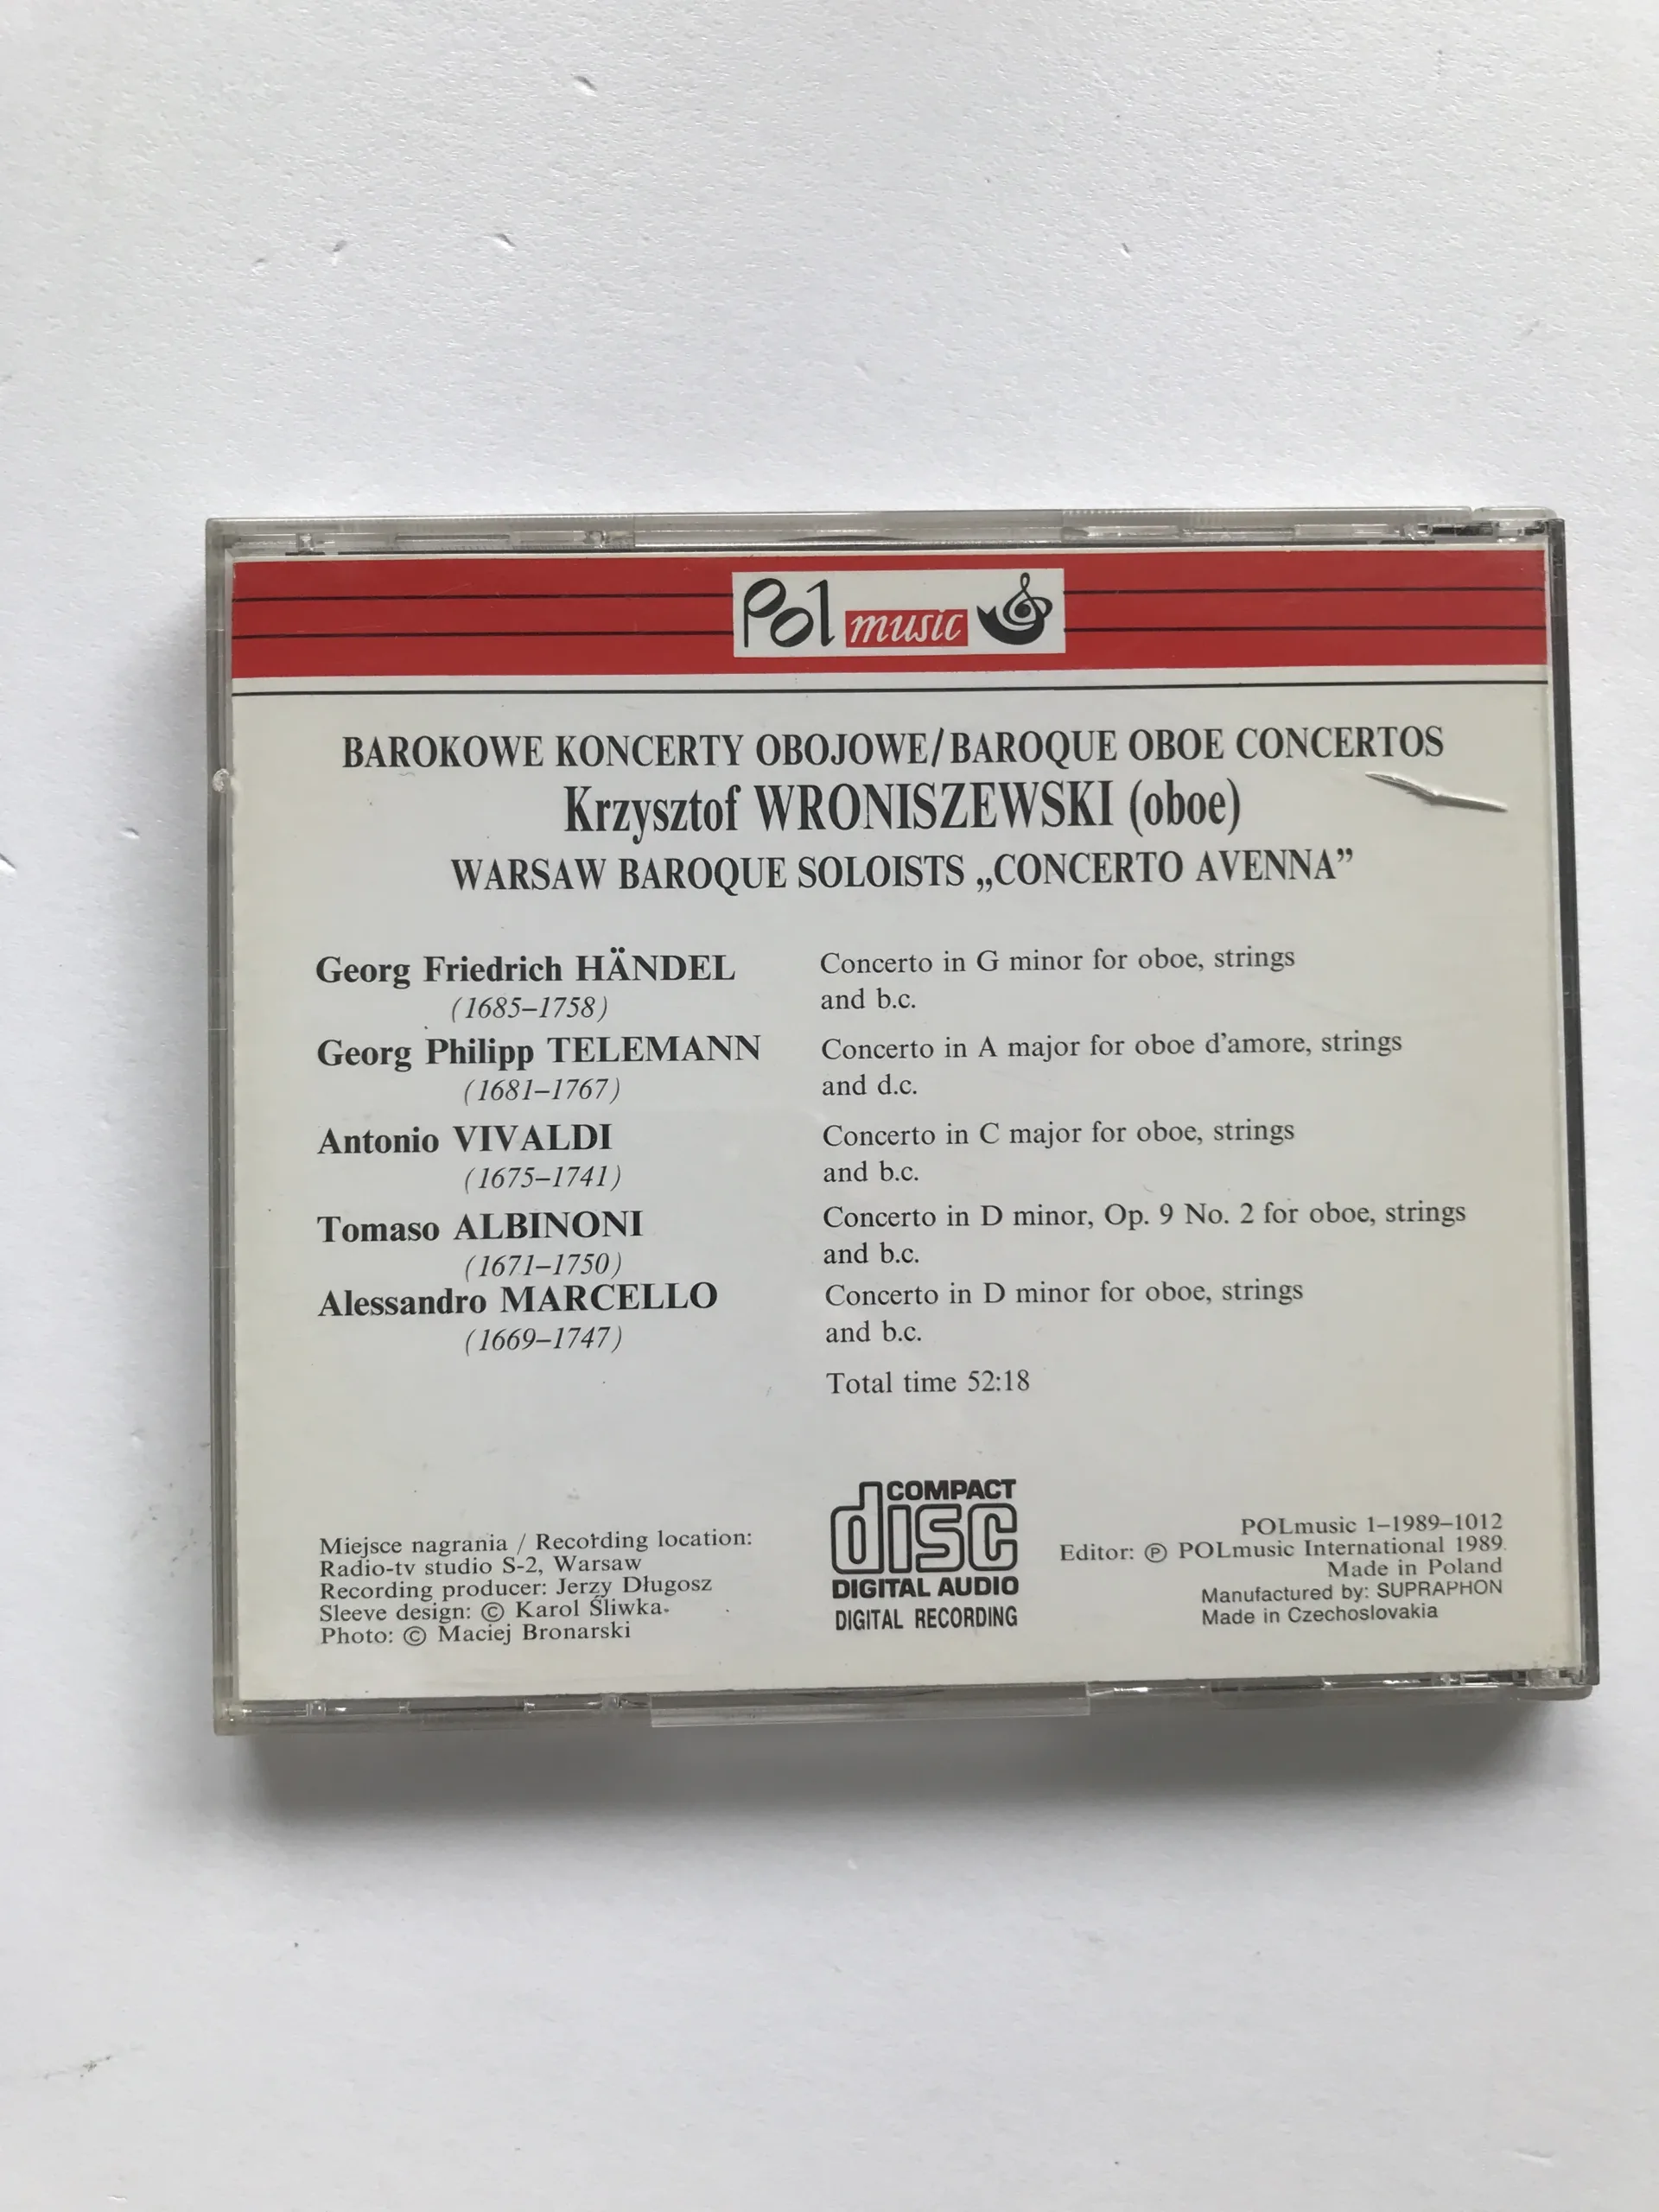 Pol music
BAROKOWE KONCERTY OBOJOWE/BAROQUE OBOE CONCERTOS
Krzysztof WRONISZEWSKI (oboe)
WARSAW BAROQUE SOLOISTS „CONCERTO AVENNA”
Georg Friedrich HÄNDEL
(1685–1758)
Concerto in G minor for oboe, strings
and b.c.
Georg Philipp TELEMANN
(1681–1767)
Concerto in A major for oboe d'amore, strings
and d.c.
Antonio VIVALDI
(1675–1741)
Concerto in C major for oboe, strings
and b.c.
Tomaso ALBINONI
(1671–1750)
Concerto in D minor, Op. 9 No. 2 for oboe, strings
and b.c.
Alessandro MARCELLO
(1669–1747)
Concerto in D minor for oboe, strings
and b.c.
Total time 52:18
Miejsce nagrania / Recording location:
Radio-tv studio S-2, Warsaw
Recording producer: Jerzy Długosz
Sleeve design: © Karol Śliwka
Photo: © Maciej Bronarski
COMPACT
disc
DIGITAL AUDIO
DIGITAL RECORDING
POLmusic 1–1989–1012
Editor: ℗ POLmusic International 1989
Made in Poland
Manufactured by: SUPRAPHON
Made in Czechoslovakia